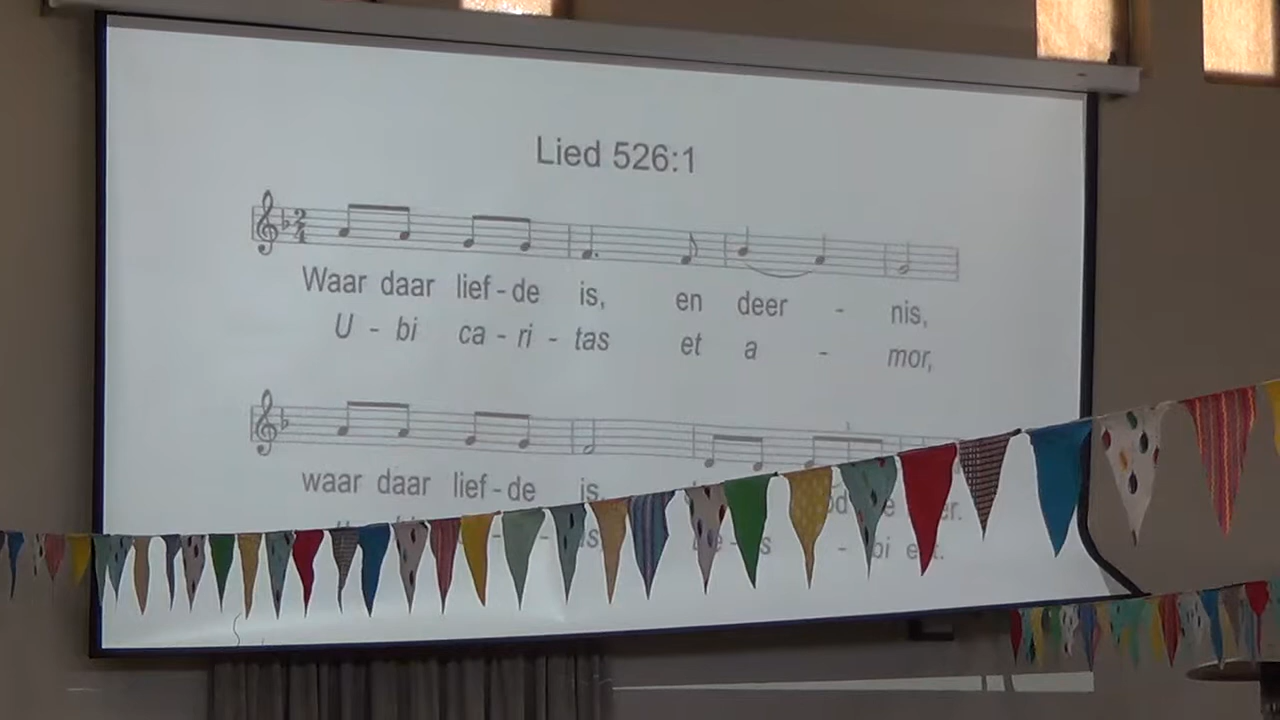 Lied 526:1
Waar daar lief-de is, en deer - nis,
U - bi ca - ri - tas et a - mor,
waar daar lief-de is,